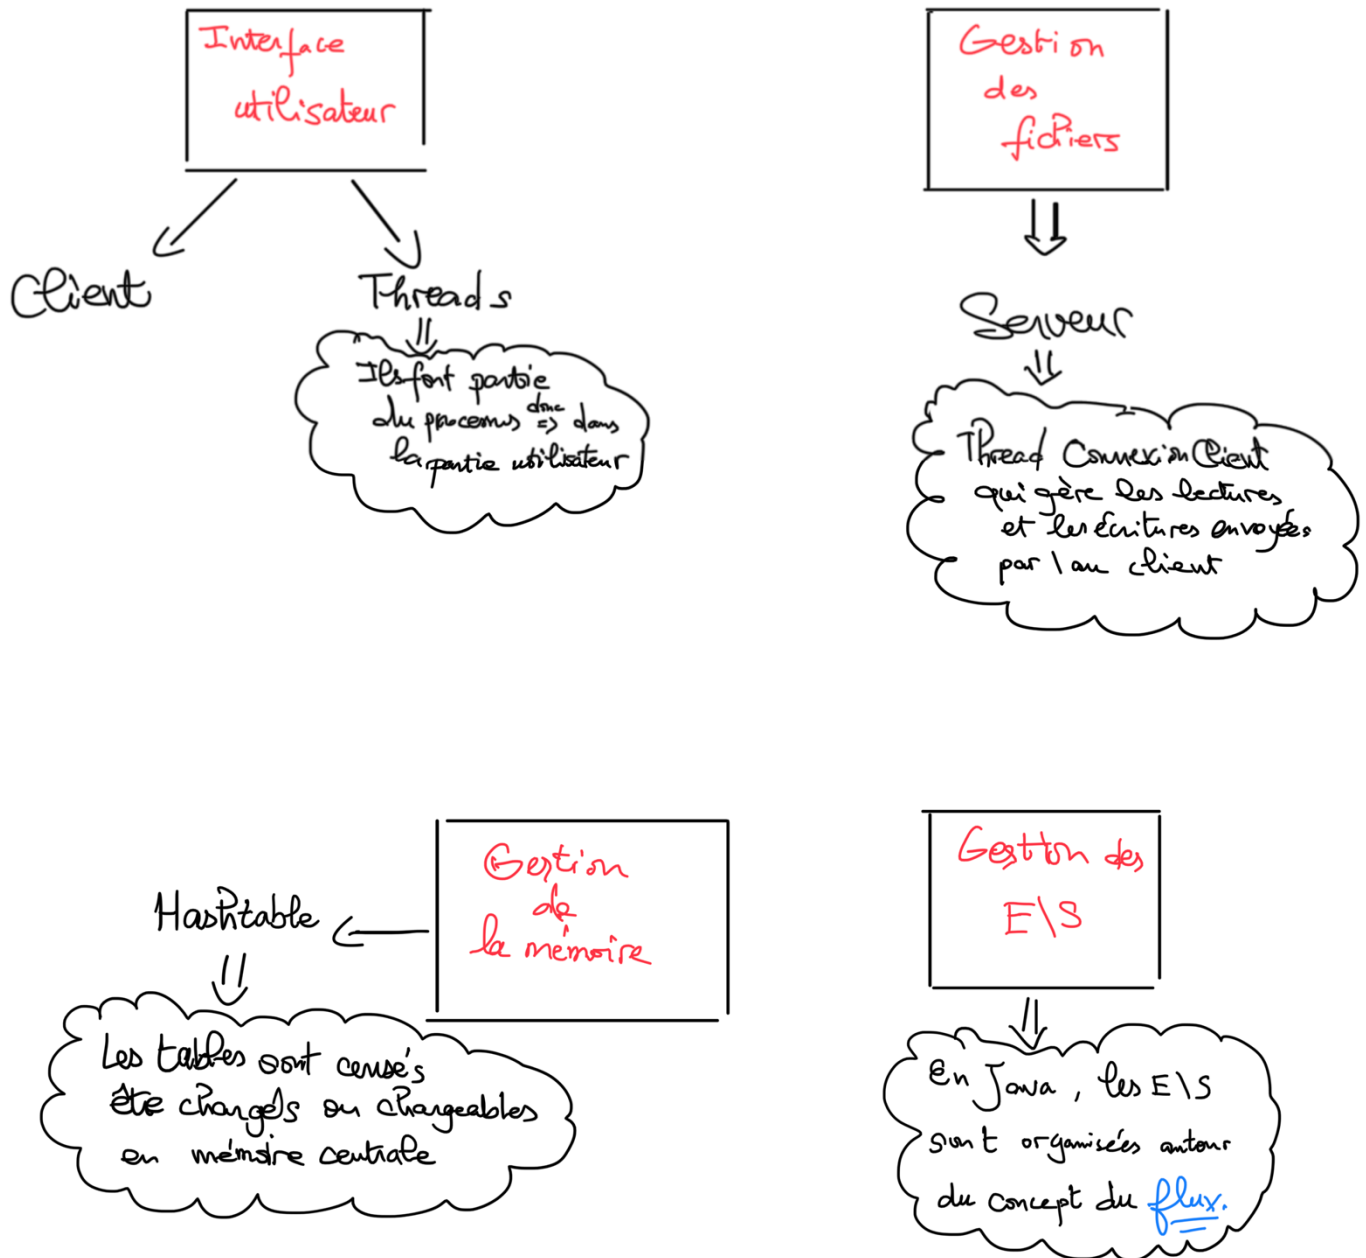 Interface
utilisateur
Client
Threads
Ils font partie
du processus donc => dans
la partie utilisateur
Gestion
des
fichiers
Serveur
Thread Connexion Client
qui gère les lectures
et les écritures envoyées
par \ au client
Gestion
de
la mémoire
Hashtable
Les tables sont censés
être changés ou chargeables
en mémoire centrale
Gestion des
E\S
En Java, les E\S
sont organisées autour
du concept du flux.